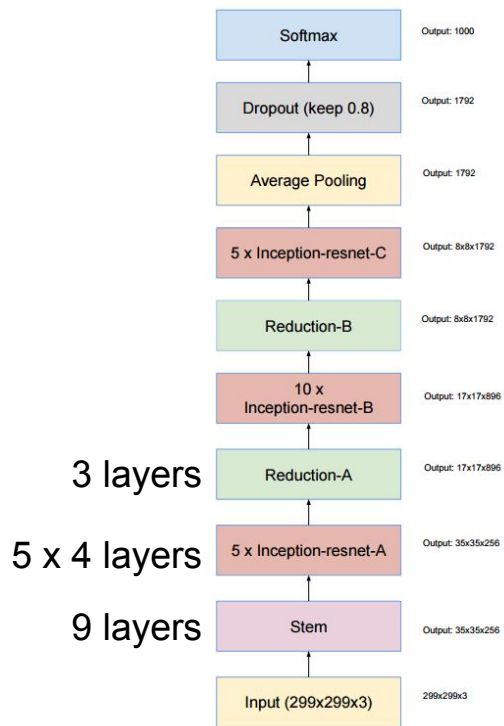 Softmax
Output: 1000
Dropout (keep 0.8)
Output: 1792
Average Pooling
Output: 1792
5 x Inception-resnet-C
Output: 8x8x1792
Reduction-B
Output: 8x8x1792
10 x
Inception-resnet-B
Output: 17x17x896
3 layers
Reduction-A
Output: 17x17x896
5 x 4 layers
5 x Inception-resnet-A
Output: 35x35x256
9 layers
Stem
Output: 35x35x256
Input (299x299x3)
299x299x3